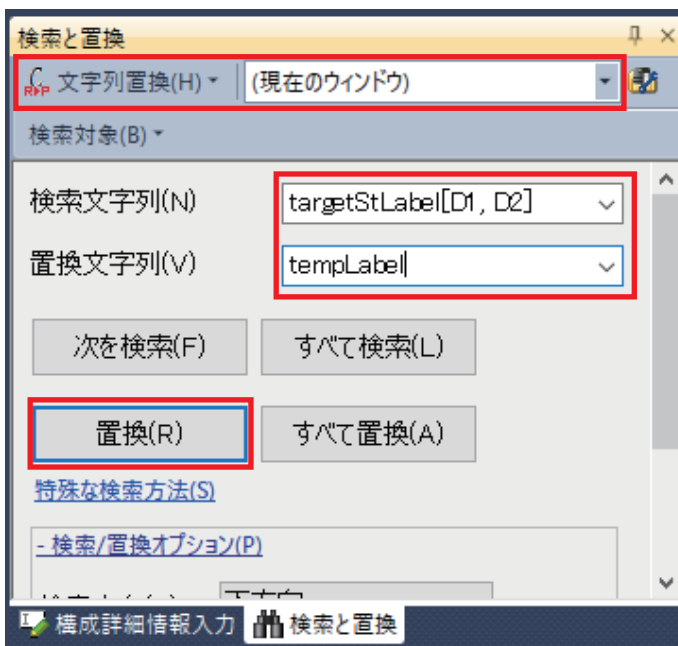 検索と置換
文字列置換(H) (現在のウィンドウ)
検索対象(B)
検索文字列(N) targetStLabel[D1, D2]
置換文字列(V) tempLabel
次を検索(F) すべて検索(L)
置換(R) すべて置換(A)
特殊な検索方法(S)
- 検索/置換オプション(P)
構成詳細情報入力 検索と置換